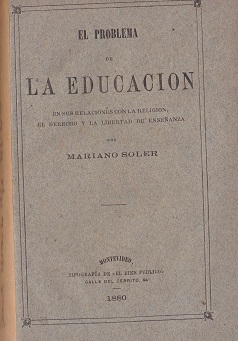 EL PROBLEMA
DE
LA EDUCACION
EN SUS RELACIONES CON LA RELIGION,
EL DERECHO Y LA LIBERTAD DE ENSEÑANZA
POR
MARIANO SOLER
MONTEVIDEO
TIPOGRAFÍA DE «EL BIEN PÚBLICO»
CALLE DEL CERRITO,
1880